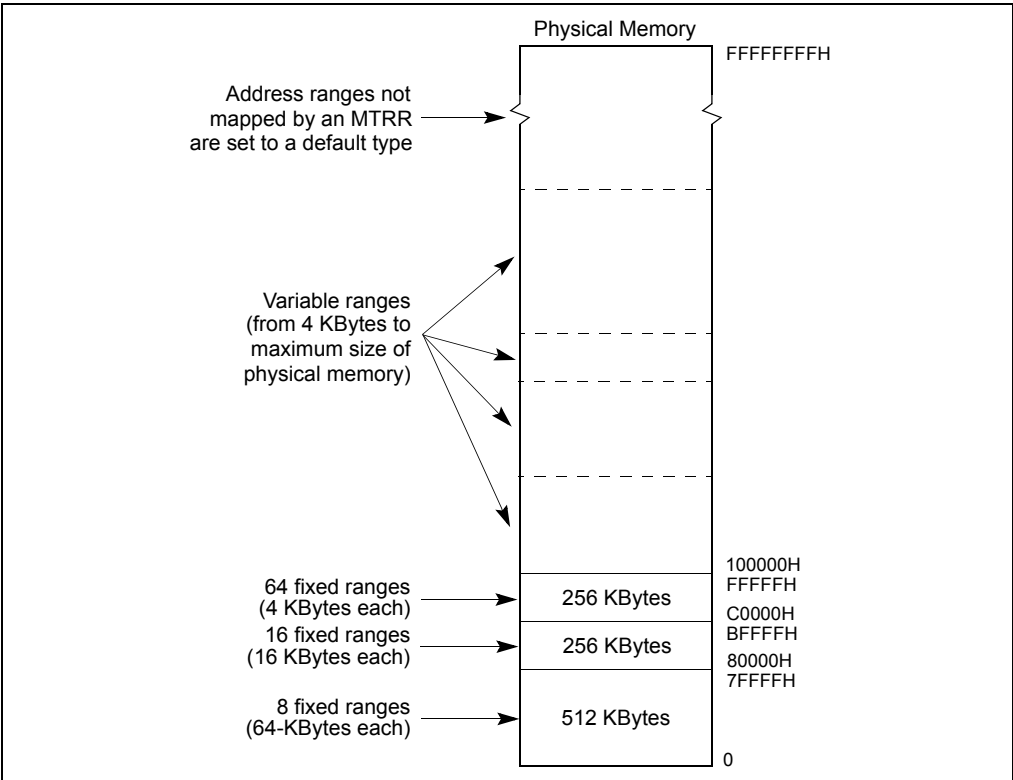 Physical Memory
FFFFFFFFH
Address ranges not
mapped by an MTRR
are set to a default type
Variable ranges
(from 4 KBytes to
maximum size of
physical memory)
100000H
FFFFFH
64 fixed ranges
(4 KBytes each)
256 KBytes
C0000H
BFFFFH
16 fixed ranges
(16 KBytes each)
256 KBytes
80000H
7FFFFH
8 fixed ranges
(64-KBytes each)
512 KBytes
0